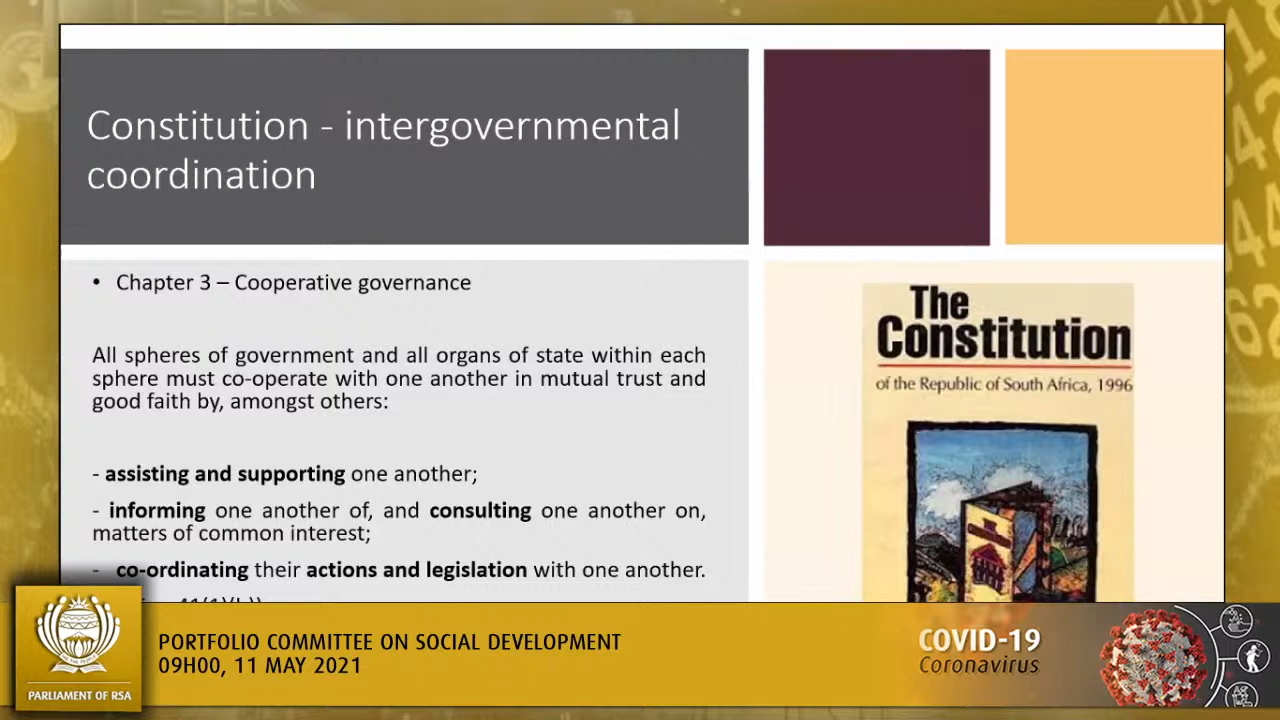 Constitution - intergovernmental
coordination
• Chapter 3 – Cooperative governance
All spheres of government and all organs of state within each
sphere must co-operate with one another in mutual trust and
good faith by, amongst others:
- assisting and supporting one another;
- informing one another of, and consulting one another on,
matters of common interest;
- co-ordinating their actions and legislation with one another.
The
Constitution
of the Republic of South Africa, 1996
PARLIAMENT OF RSA
PORTFOLIO COMMITTEE ON SOCIAL DEVELOPMENT
09H00, 11 MAY 2021
COVID-19
Coronavirus